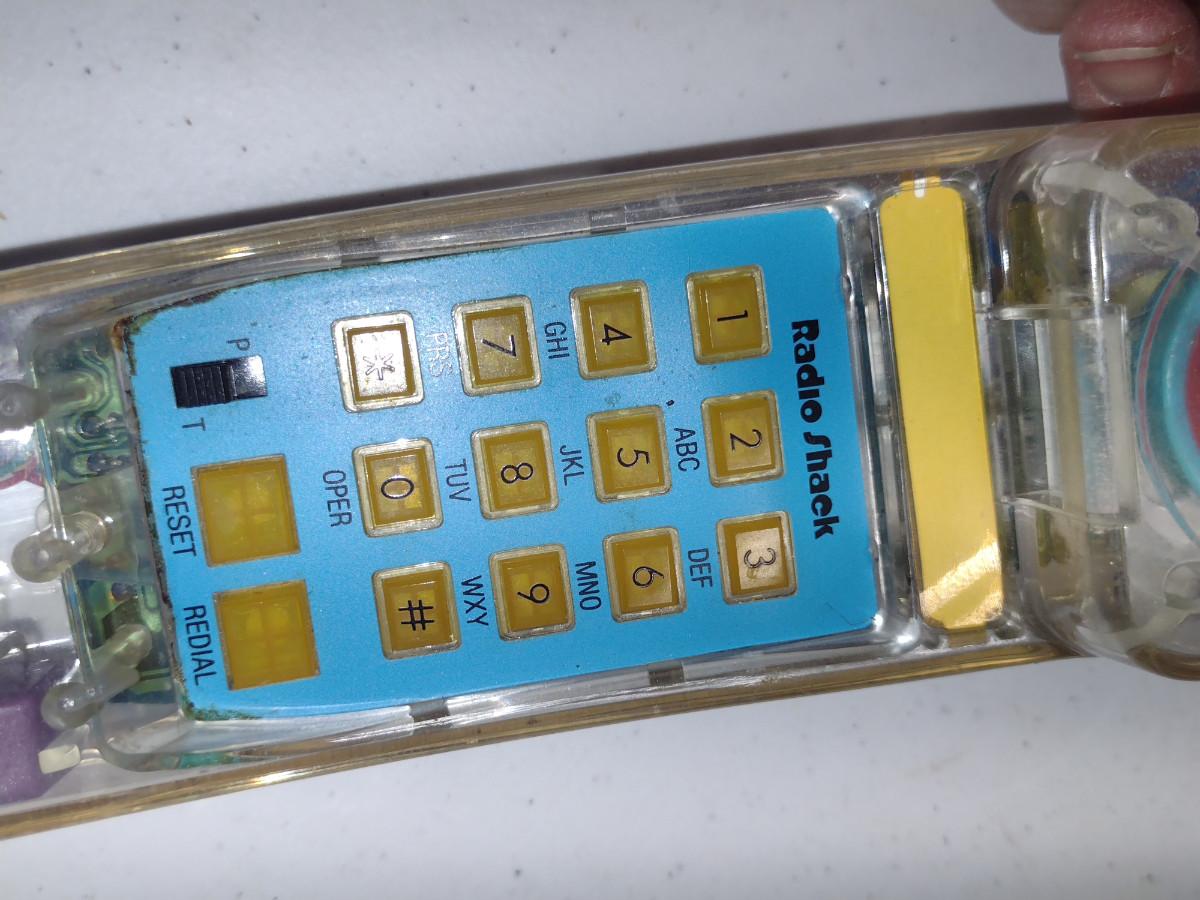 Radio Shack
1 2 3
ABC DEF
4 5 6
GHI JKL MNO
7 8 9
PRS TUV WXY
* 0 #
OPER
P T
RESET REDIAL